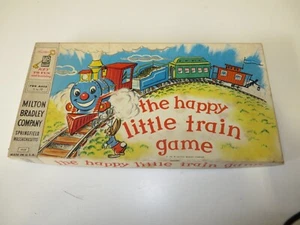 MILTON
BRADLEY
COMPANY
SPRINGFIELD
MASSACHUSETTS
the happy
little train
game
the happy little train game